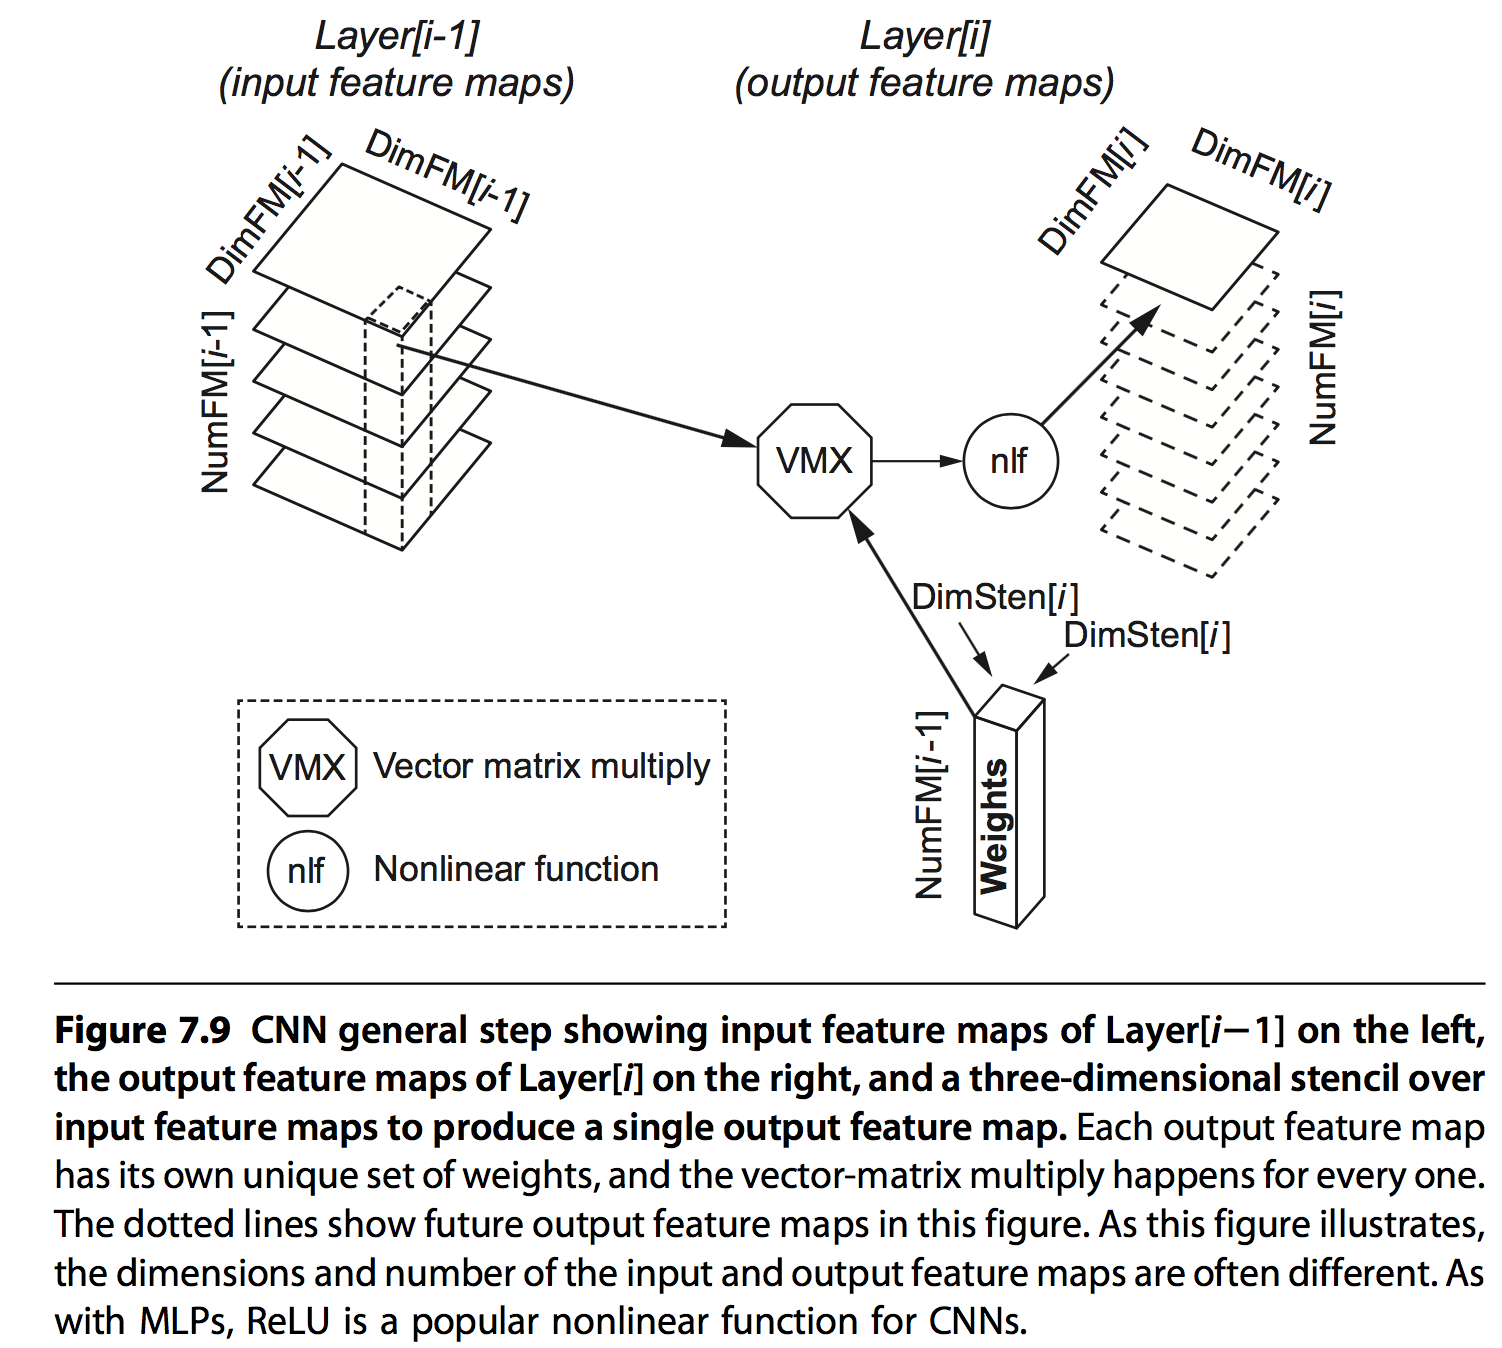 Layer[i-1]
(input feature maps)
Layer[i]
(output feature maps)
DimFM[i-1]
DimFM[i-1]
NumFM[i-1]
DimFM[i]
DimFM[i]
NumFM[i]
VMX
nlf
DimSten[i]
DimSten[i]
NumFM[i-1]
Weights
VMX Vector matrix multiply
nlf Nonlinear function
Figure 7.9 CNN general step showing input feature maps of Layer[i−1] on the left,
the output feature maps of Layer[i] on the right, and a three-dimensional stencil over
input feature maps to produce a single output feature map. Each output feature map
has its own unique set of weights, and the vector-matrix multiply happens for every one.
The dotted lines show future output feature maps in this figure. As this figure illustrates,
the dimensions and number of the input and output feature maps are often different. As
with MLPs, ReLU is a popular nonlinear function for CNNs.